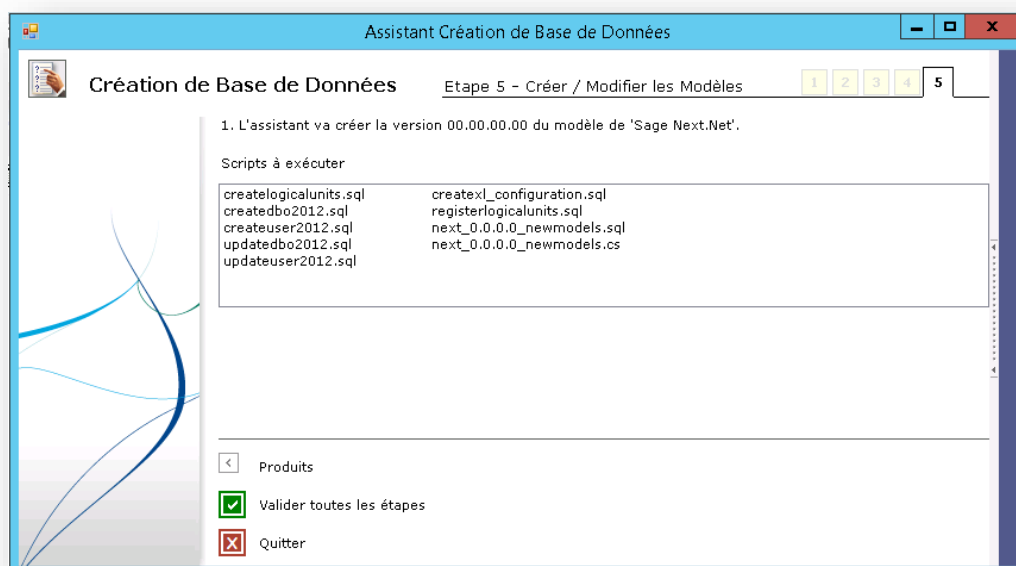 Assistant Création de Base de Données
Création de Base de Données
Etape 5 - Créer / Modifier les Modèles
1 2 3 4 5
1. L'assistant va créer la version 00.00.00.00 du modèle de 'Sage Next.Net'.
Scripts à exécuter
createlogicalunits.sql createxl_configuration.sql
createdbo2012.sql registerlogicalunits.sql
createuser2012.sql next_0.0.0.0_newmodels.sql
updatedbo2012.sql next_0.0.0.0_newmodels.cs
updateuser2012.sql
Produits
Valider toutes les étapes
Quitter